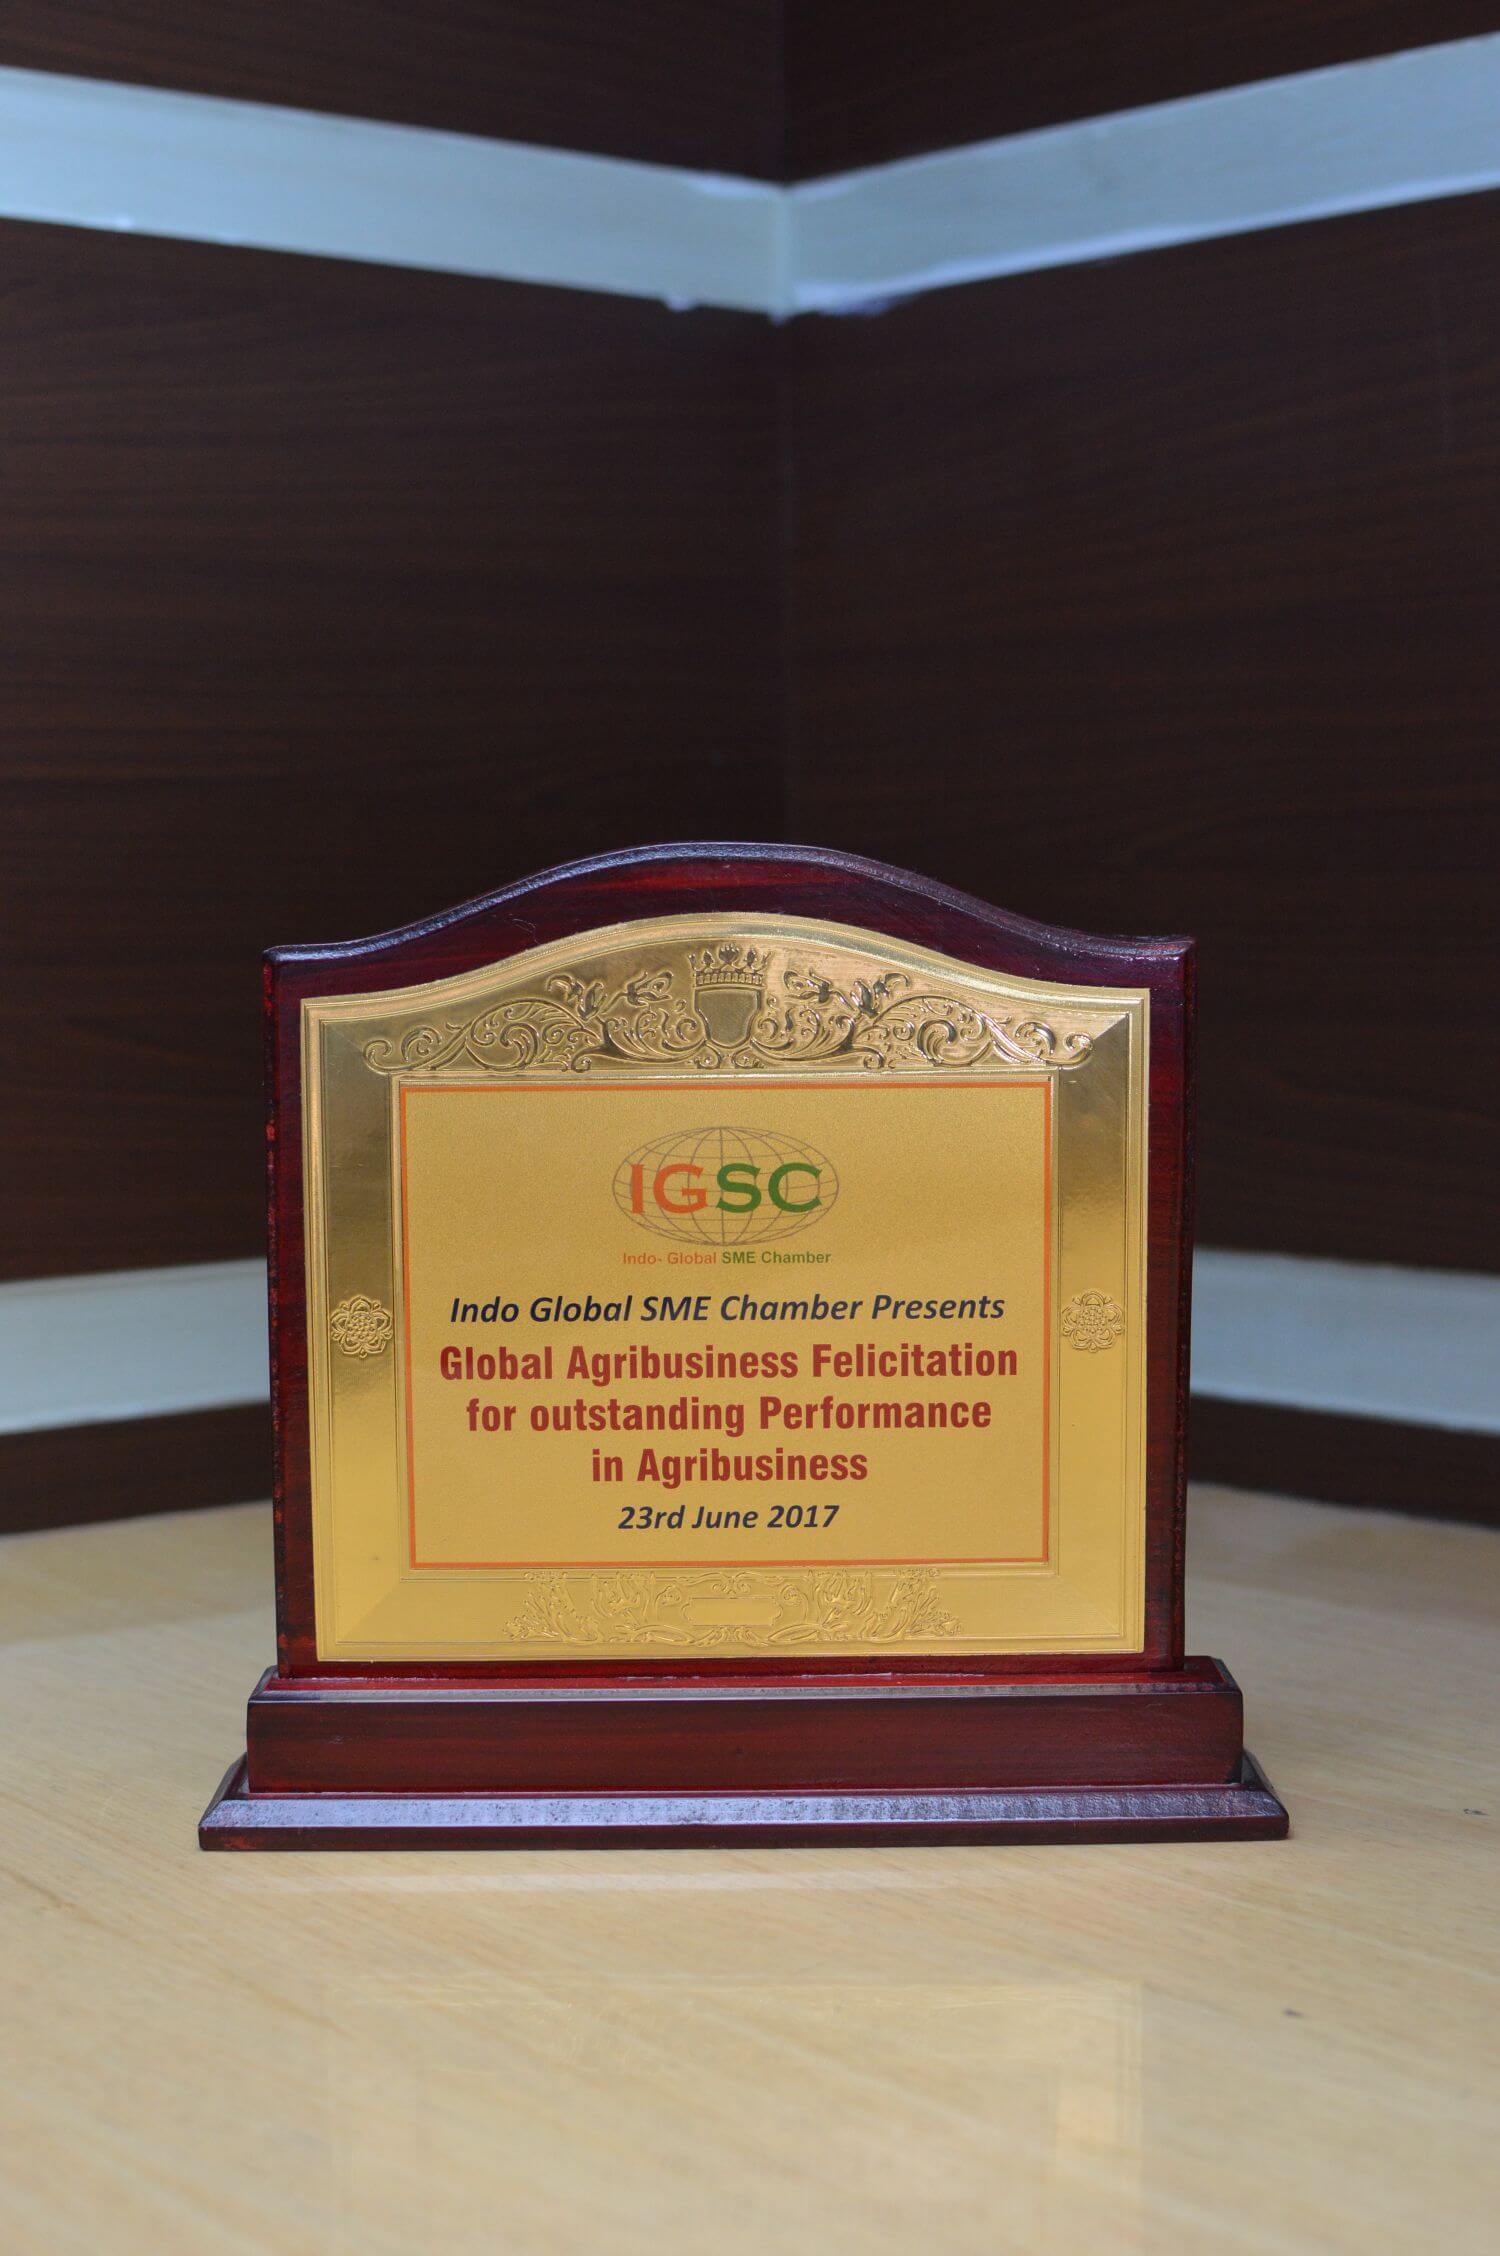 IGSC
Indo- Global SME Chamber
Indo Global SME Chamber Presents
Global Agribusiness Felicitation
for outstanding Performance
in Agribusiness
23rd June 2017